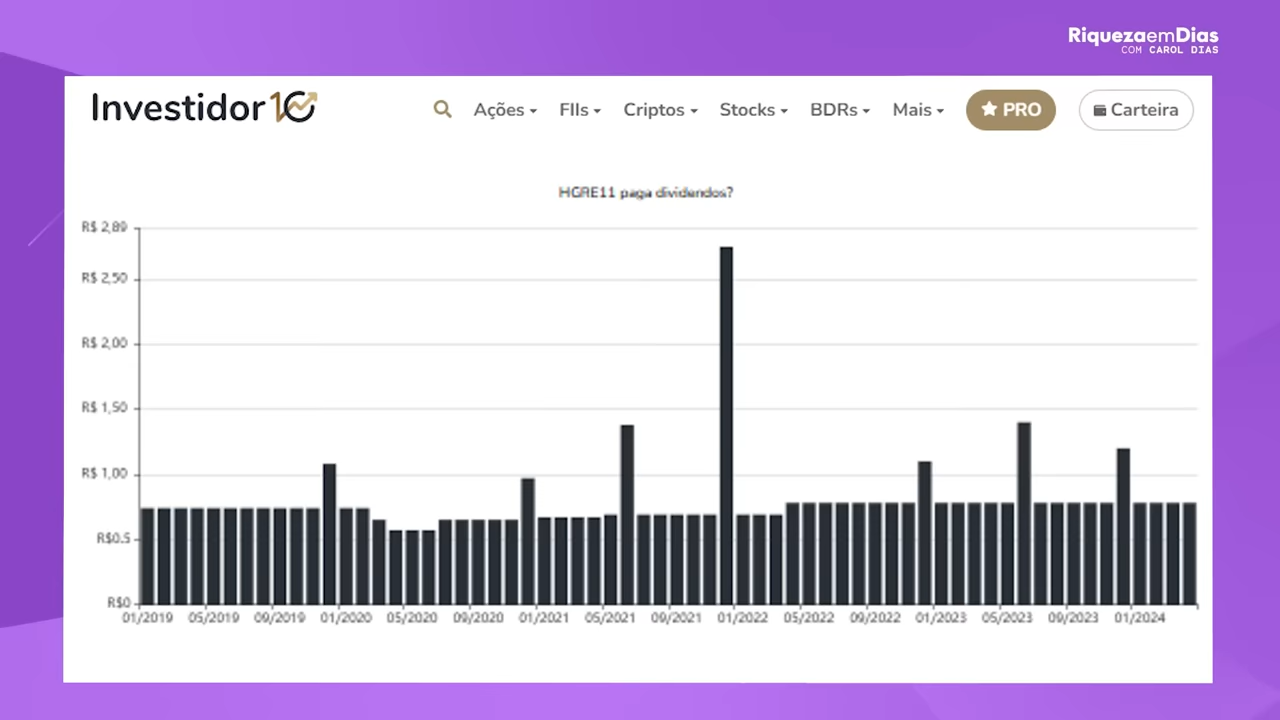 RiquezaemDias
COM CAROL DIAS
Investidor 10
Ações
FIIs
Criptos
Stocks
BDRs
Mais
PRO
Carteira
HGRE11 paga dividendos?
R$ 2,89
R$ 2,50
R$ 2,00
R$ 1,50
R$ 1,00
R$0.5
R$0
01/2019 05/2019 09/2019 01/2020 05/2020 09/2020 01/2021 05/2021 09/2021 01/2022 05/2022 09/2022 01/2023 05/2023 09/2023 01/2024